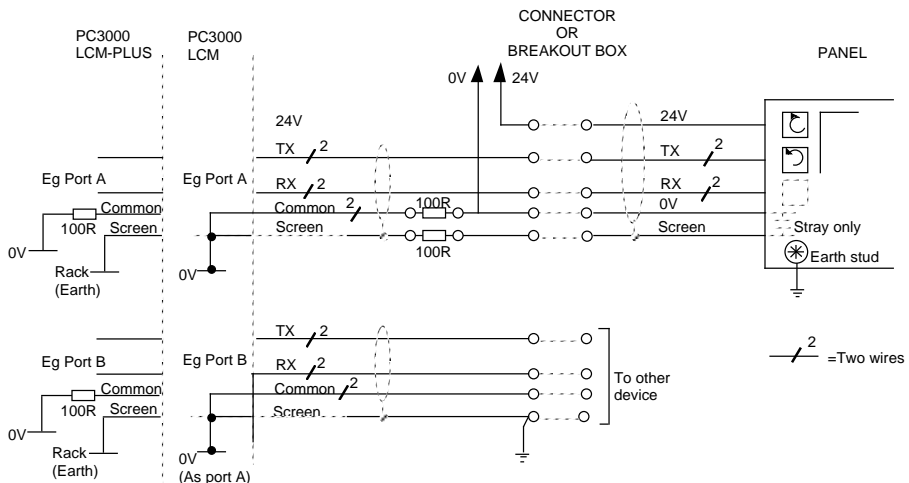 CONNECTOR
OR
BREAKOUT BOX
PC3000
LCM-PLUS
PC3000
LCM
PANEL
0V
24V
24V
24V
TX
2
TX
2
Eg Port A
Eg Port A
RX
2
RX
2
100R
Common
Common
2
0V
100R
Screen
Screen
Screen
Stray only
0V
100R
Earth stud
Rack
(Earth)
0V
TX
2
2
=Two wires
Eg Port B
Eg Port B
RX
2
To other
device
Common
Common
2
100R
Screen
Screen
0V
Rack
(Earth)
0V
(As port A)